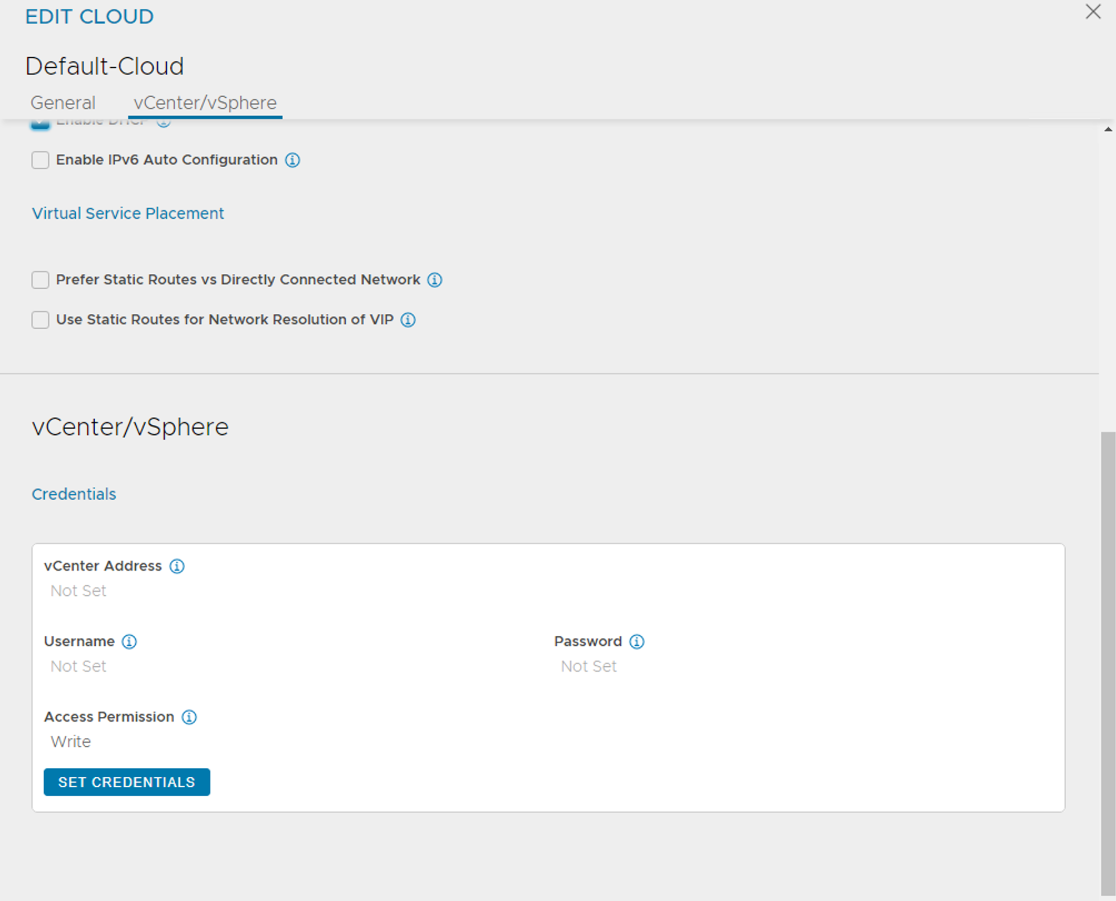 EDIT CLOUD
Default-Cloud
General vCenter/vSphere
Enable DHCP
Enable IPv6 Auto Configuration
Virtual Service Placement
Prefer Static Routes vs Directly Connected Network
Use Static Routes for Network Resolution of VIP
vCenter/vSphere
Credentials
vCenter Address
Not Set
Username Password
Not Set Not Set
Access Permission
Write
SET CREDENTIALS